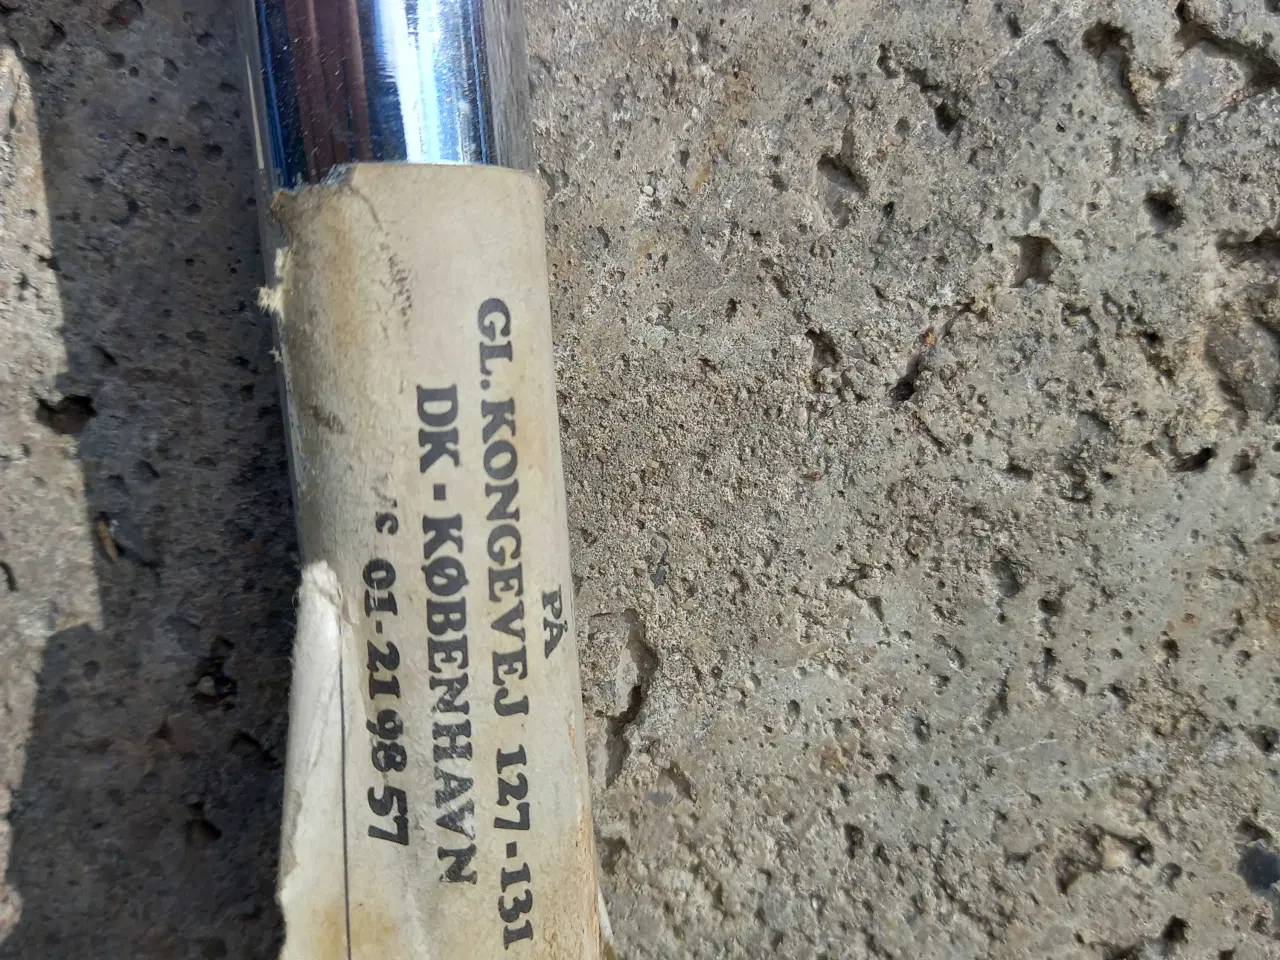 PÅ
GL. KONGEVEJ 127-131
DK-KØBENHAVN
01-21 98 57